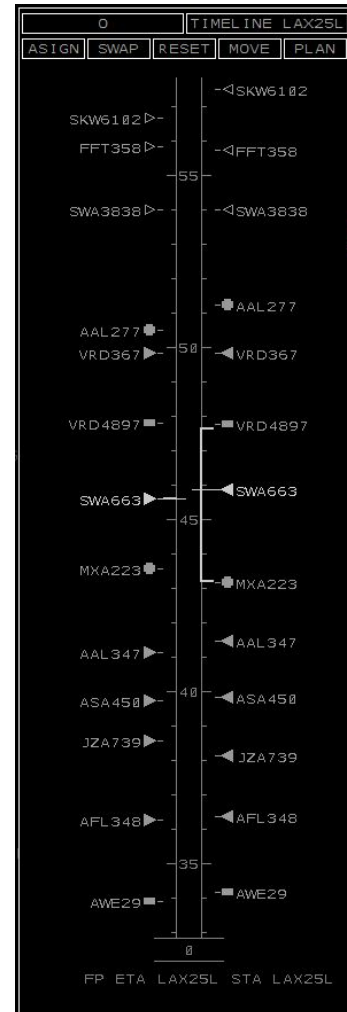 0 TIMELINE LAX25L
ASIGN SWAP RESET MOVE PLAN
SKW6102
SKW6102
FFT358 FFT358
55
SWA3838 SWA3838
AAL277
AAL277
50
VRD367 VRD367
VRD4897 VRD4897
SWA663
SWA663
45
MXA223
MXA223
AAL347
AAL347
40
ASA450 ASA450
JZA739
JZA739
AFL348 AFL348
35
AWE29
AWE29
0
FP ETA LAX25L STA LAX25L